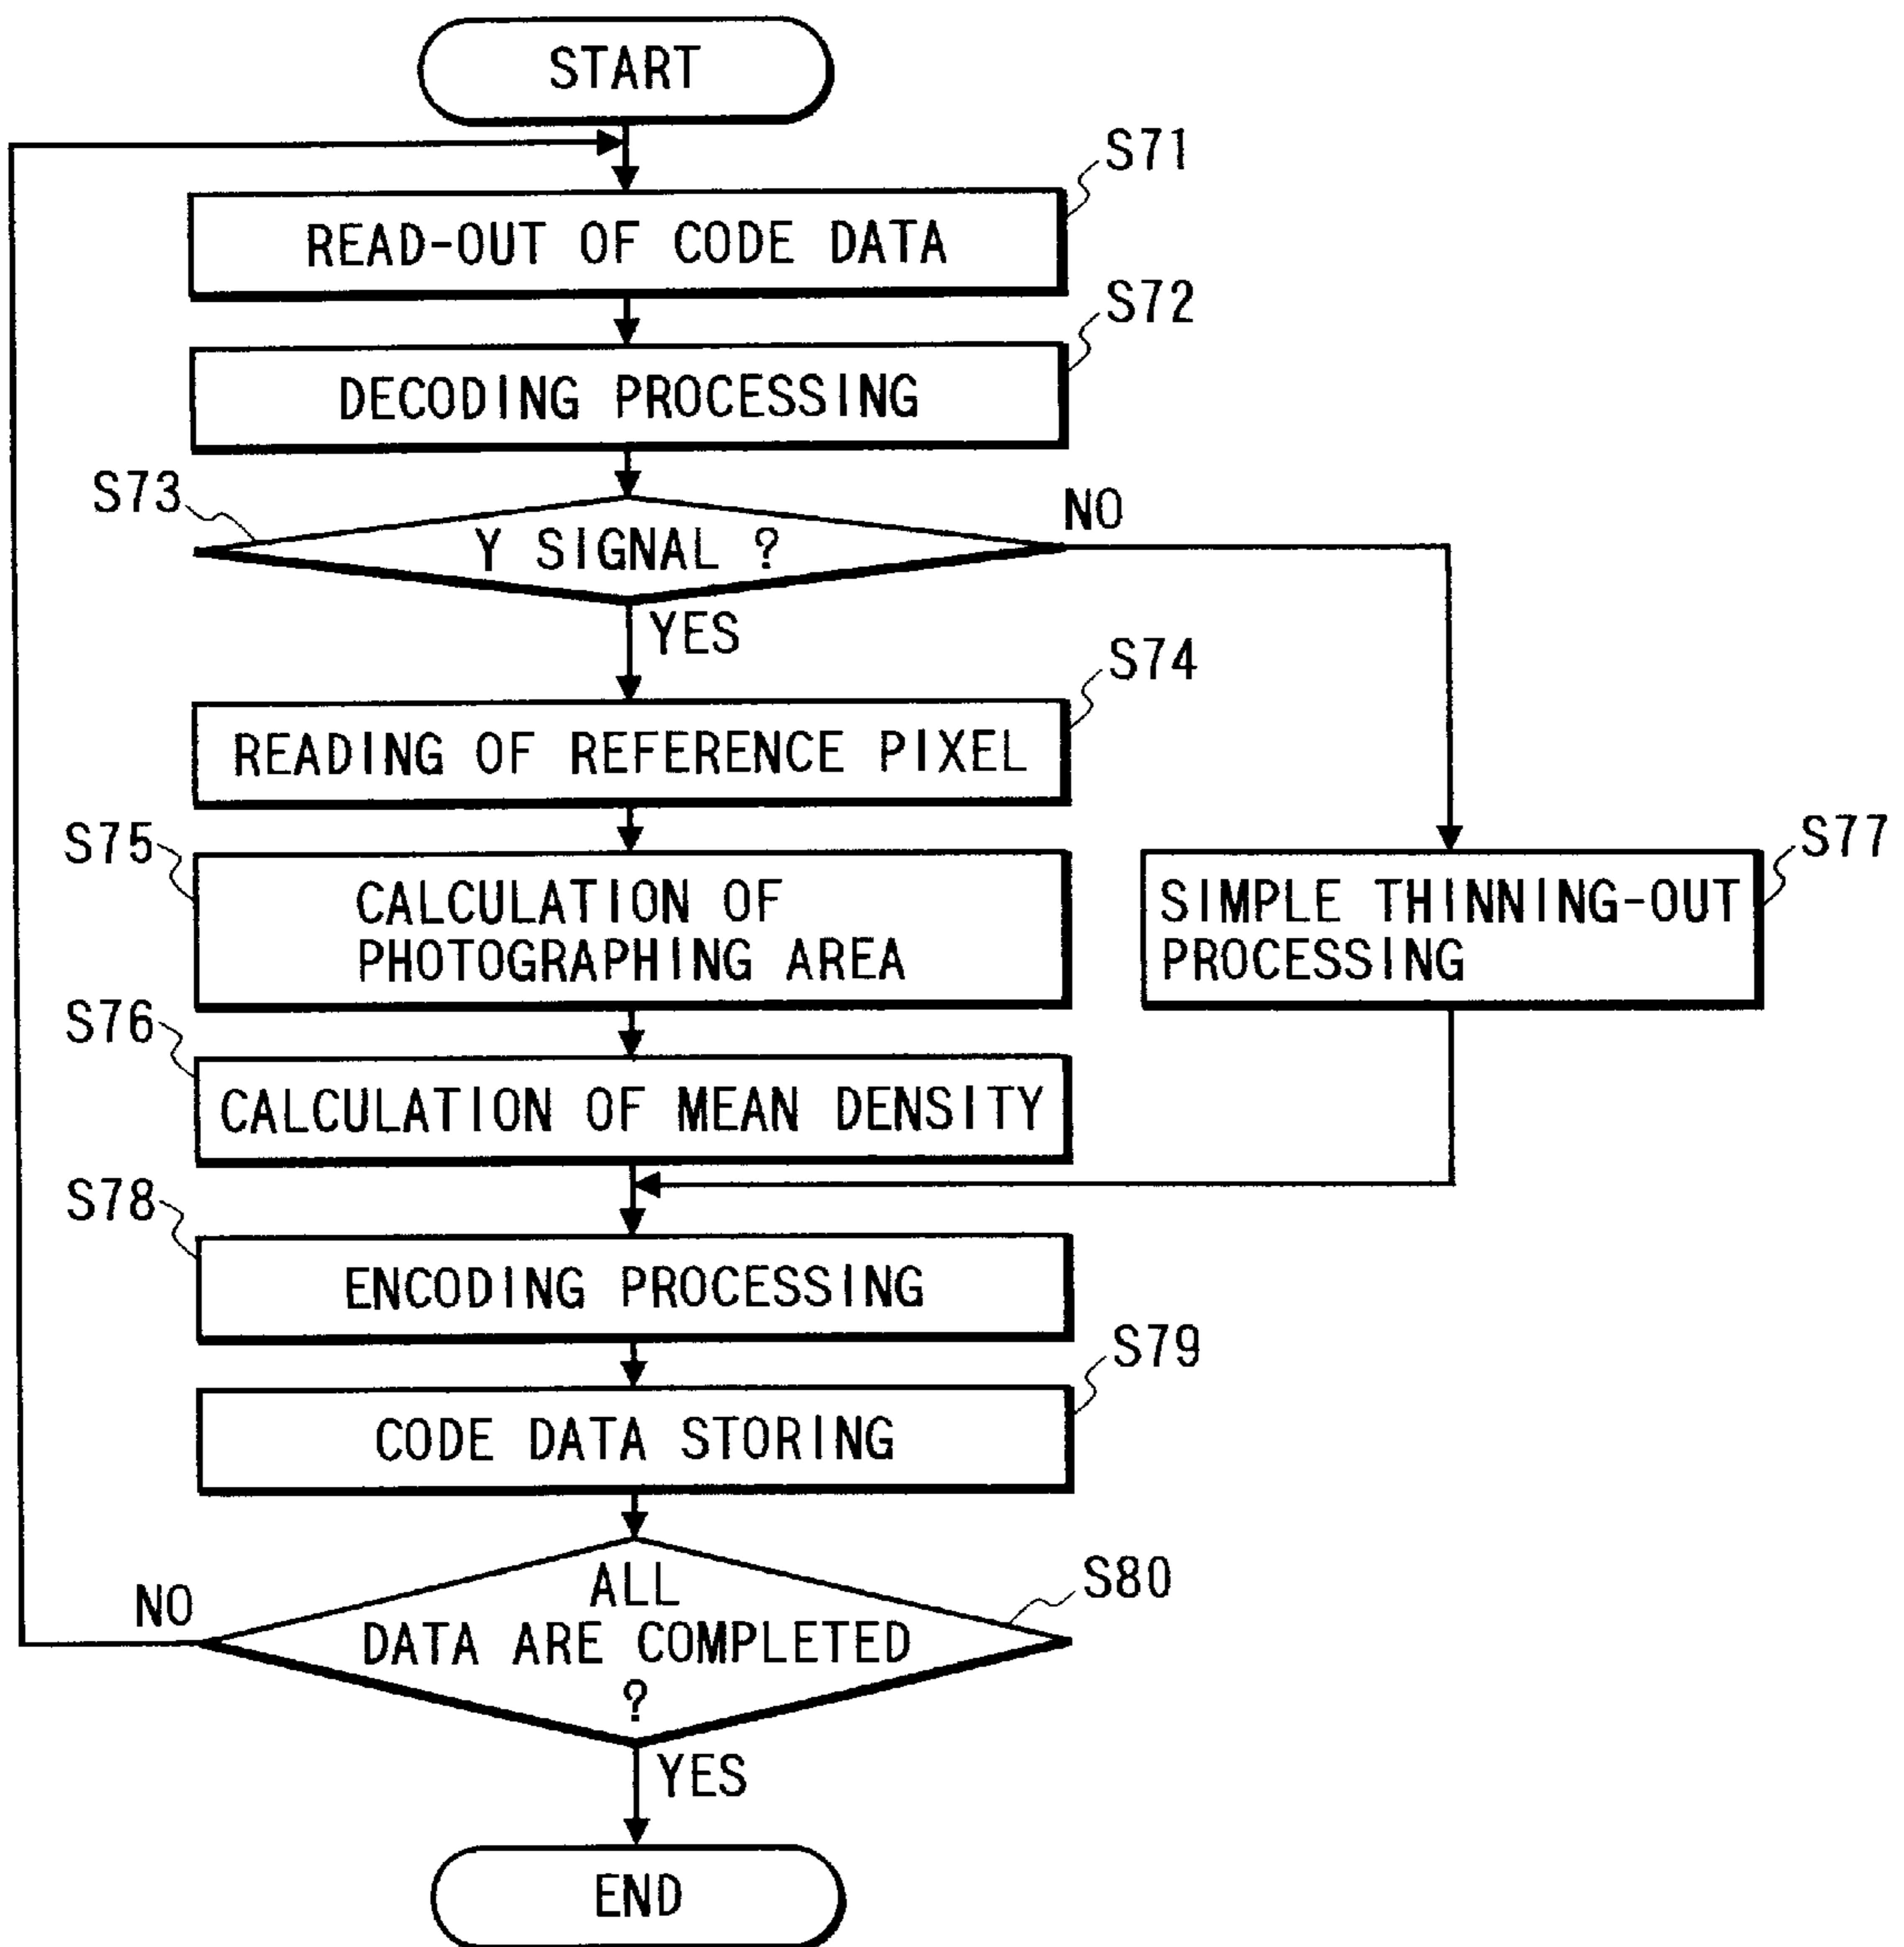 START
S71
READ-OUT OF CODE DATA
S72
DECODING PROCESSING
S73
Y SIGNAL ?
NO
YES
S74
READING OF REFERENCE PIXEL
S75
CALCULATION OF
PHOTOGRAPHING AREA
S77
SIMPLE THINNING-OUT
PROCESSING
S76
CALCULATION OF MEAN DENSITY
S78
ENCODING PROCESSING
S79
CODE DATA STORING
S80
ALL
DATA ARE COMPLETED
?
NO
YES
END